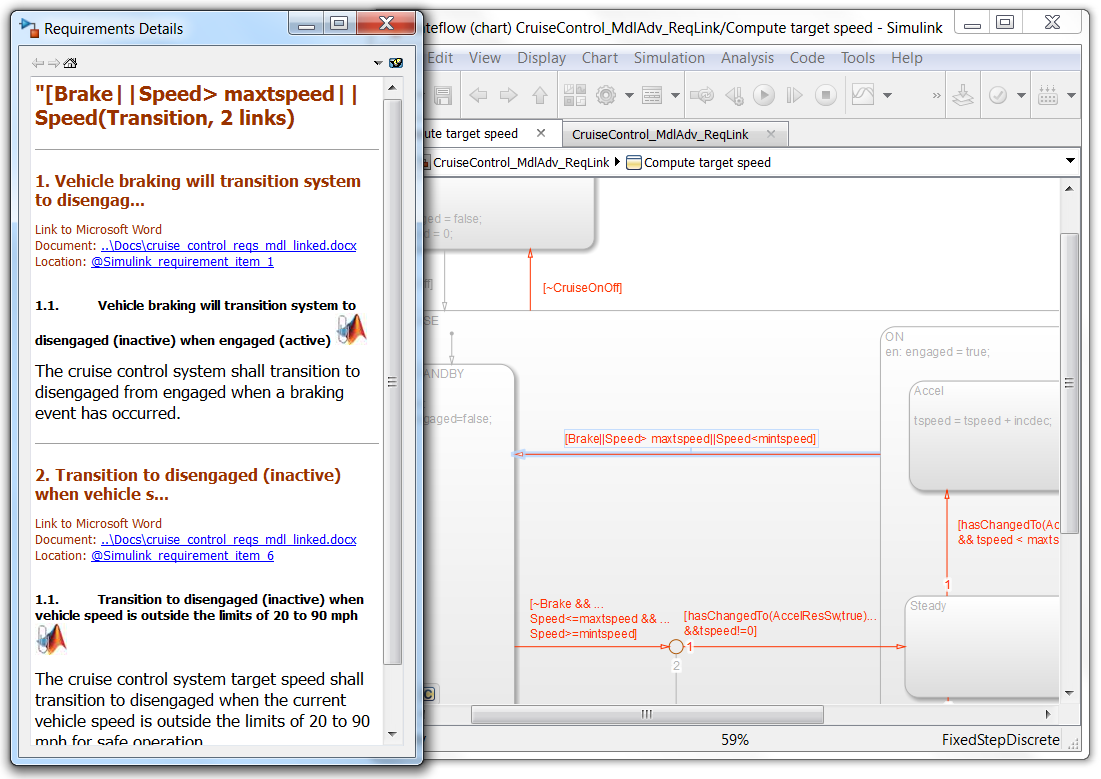 Requirements Details
"[Brake||Speed> maxtspeed||
Speed(Transition, 2 links)
1. Vehicle braking will transition system
to disengag...
Link to Microsoft Word
Document: ..\Docs\cruise_control_reqs_mdl_linked.docx
Location: @Simulink_requirement_item_1
1.1. Vehicle braking will transition system to
disengaged (inactive) when engaged (active)
The cruise control system shall transition to
disengaged from engaged when a braking
event has occurred.
2. Transition to disengaged (inactive)
when vehicle s...
Link to Microsoft Word
Document: ..\Docs\cruise_control_reqs_mdl_linked.docx
Location: @Simulink_requirement_item_6
1.1. Transition to disengaged (inactive) when
vehicle speed is outside the limits of 20 to 90 mph
The cruise control system target speed shall
transition to disengaged when the current
vehicle speed is outside the limits of 20 to 90
mph for safe operation
teflow (chart) CruiseControl_MdlAdv_ReqLink/Compute target speed - Simulink
Edit View Display Chart Simulation Analysis Code Tools Help
ute target speed
CruiseControl_MdlAdv_ReqLink
CruiseControl_MdlAdv_ReqLink Compute target speed
aged = false;
d = 0;
ff]
[~CruiseOnOff]
SE
ANDBY
gaged=false;
ON
en: engaged = true;
Accel
tspeed = tspeed + incdec;
[Brake||Speed> maxtspeed||Speed<mintspeed]
[hasChangedTo(Ac
&& tspeed < maxts
1
[~Brake && ...
Speed<=maxtspeed && ...
Speed>=mintspeed]
[hasChangedTo(AccelResSw,true)...
&&tspeed!=0]
1
2
Steady
C
1
59%
FixedStepDiscrete